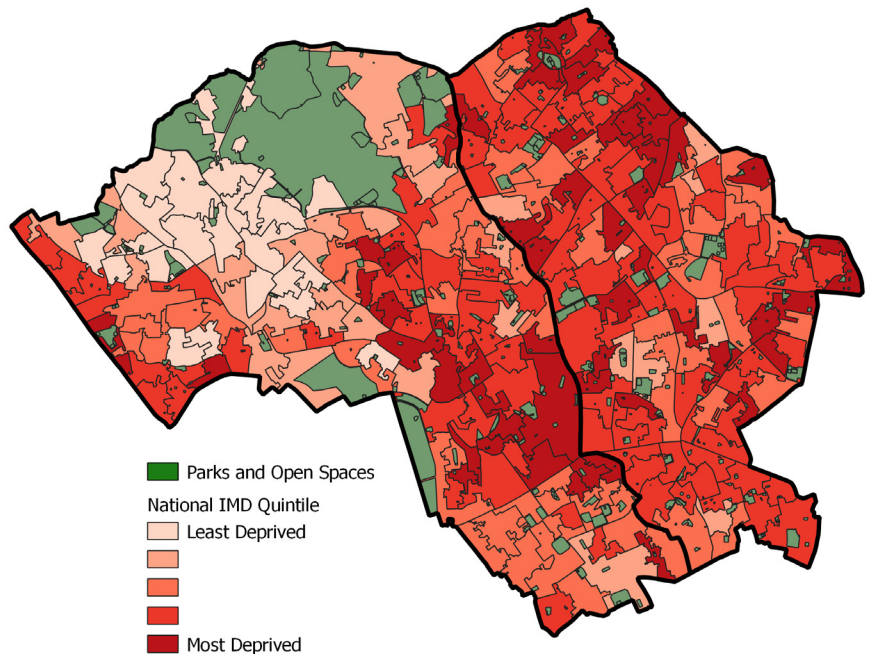 Parks and Open Spaces
National IMD Quintile
Least Deprived
Most Deprived